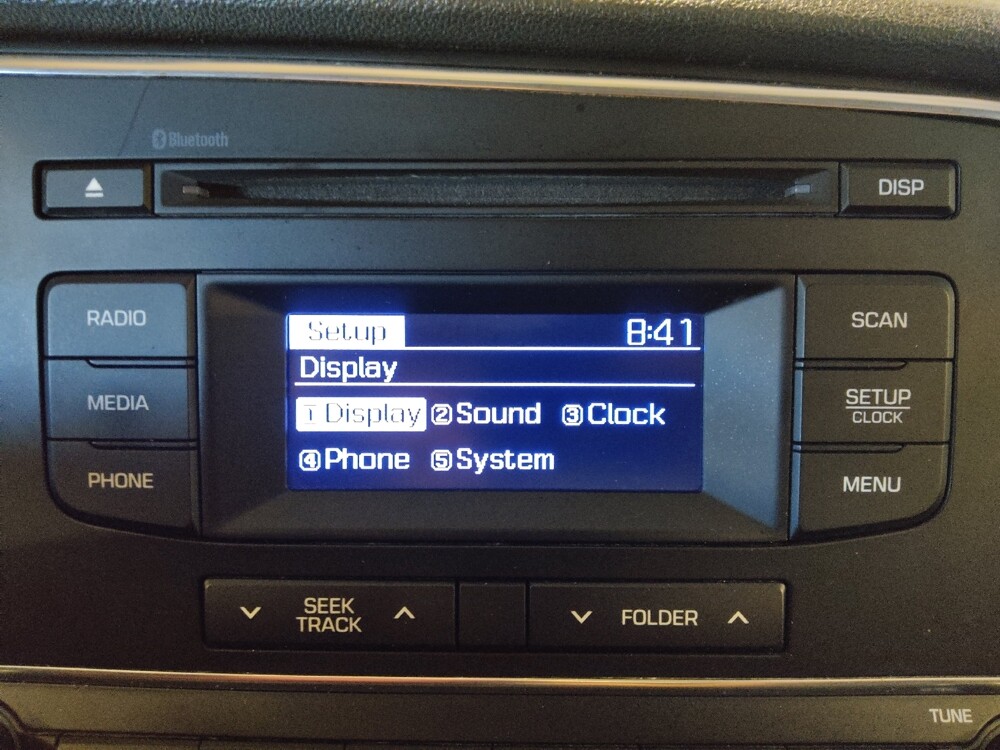 Bluetooth
DISP
RADIO
MEDIA
PHONE
Setup 8:41
Display
1 Display 2 Sound 3 Clock
4 Phone 5 System
SCAN
SETUP
CLOCK
MENU
SEEK
TRACK
FOLDER
TUNE